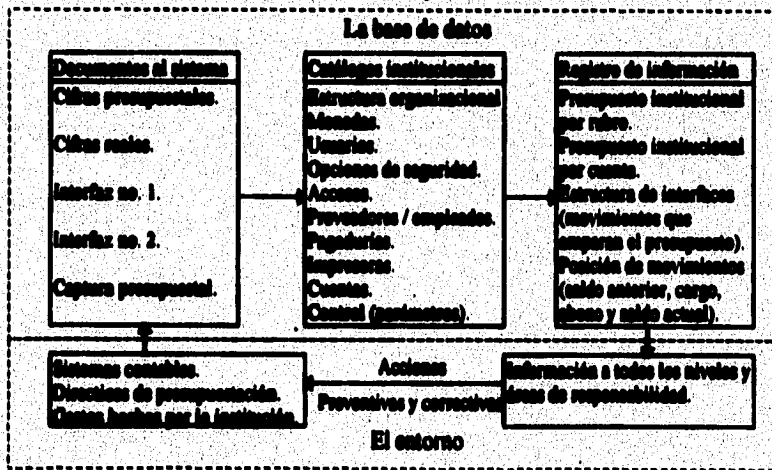 La base de datos
Documentos al sistema
Cifras presupuestales.
Cifras reales.
Interfaz no. 1.
Interfaz no. 2.
Captura presupuestal.
Catálogos institucionales
Estructura organizacional
Monedas.
Usuarios.
Opciones de seguridad.
Accesos.
Proveedores / empleados.
Pagadurías.
Impresoras.
Cuentas.
Control (parámetros).
Registro de información
Presupuesto institucional
por rubro.
Presupuesto institucional
por cuenta.
Estructura de interfaces
(movimientos que
amparan el presupuesto).
Posición de movimientos
(saldo anterior, cargo,
abono y saldo actual).
Sistemas contables.
Directices de presupuestación.
Gastos hechos por la institución.
Acciones
Preventivas y correctivas
Información a todos los niveles y
áreas de responsabilidad.
El entorno